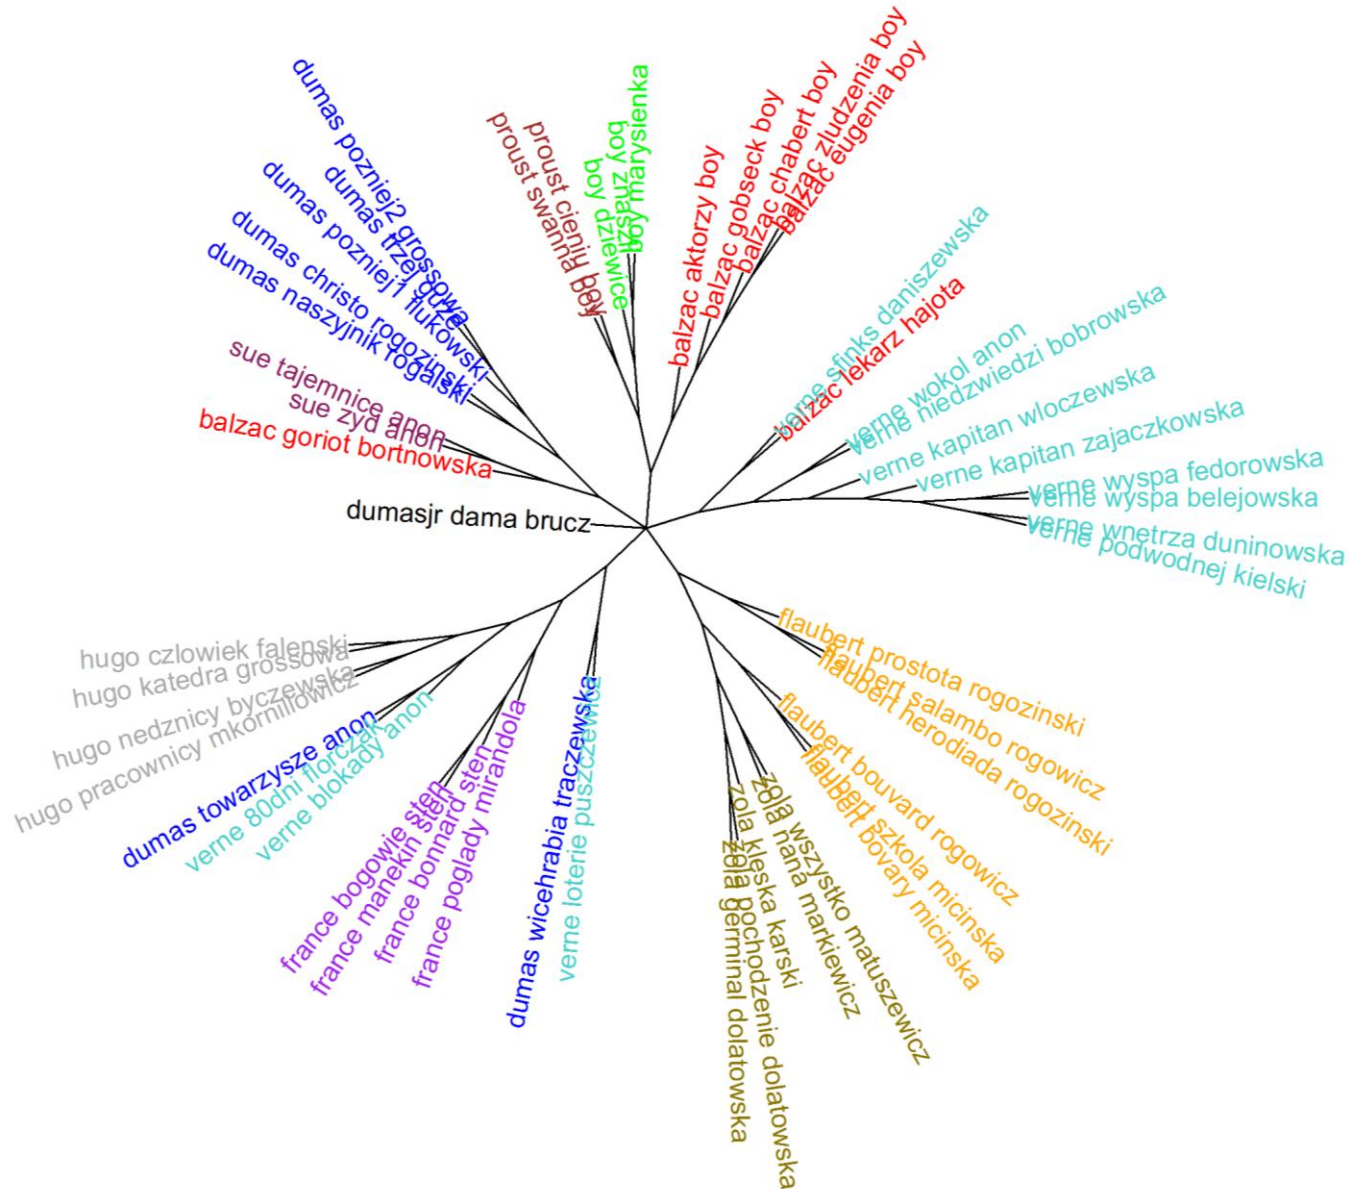 dumas pozniej2 grossowa
dumas trzej guze
dumas pozniej1 flukowski
dumas christo rogozinski
dumas naszyjnik rogalski
sue tajemnice anon
sue zyd anon
balzac goriot bortnowska
dumasjr dama brucz
proust swanna boy
proust cieniu boy
boy dziewice
boy znaszli
boy marysienka
balzac aktorzy boy
balzac gobseck boy
balzac chabert boy
balzac zludzenia boy
balzac eugenia boy
verne sfinks daniszewska
balzac lekarz hajota
verne wokol anon
verne niedzwiedzi bobrowska
verne kapitan wloczewska
verne kapitan zajaczkowska
verne wyspa fedorowska
verne wyspa belejowska
verne wnetrza duninowska
verne podwodnej kielski
flaubert prostota rogozinski
flaubert salambo rogowicz
flaubert herodiada rogozinski
flaubert bouvard rogowicz
flaubert szkola micinska
flaubert bovary micinska
zola wszystko matuszewicz
zola nana markiewicz
zola kleska karski
zola pochodzenie dolatowska
zola germinal dolatowska
verne loterie puszczewicz
dumas wicehrabia traczewska
france poglady mirandola
france bonnard sten
france manekin sten
france bogowie sten
verne blokady anon
verne 80dni florczak
dumas towarzysze anon
hugo pracownicy mkornilowicz
hugo nedznicy byczewska
hugo katedra grossowa
hugo czlowiek falenski